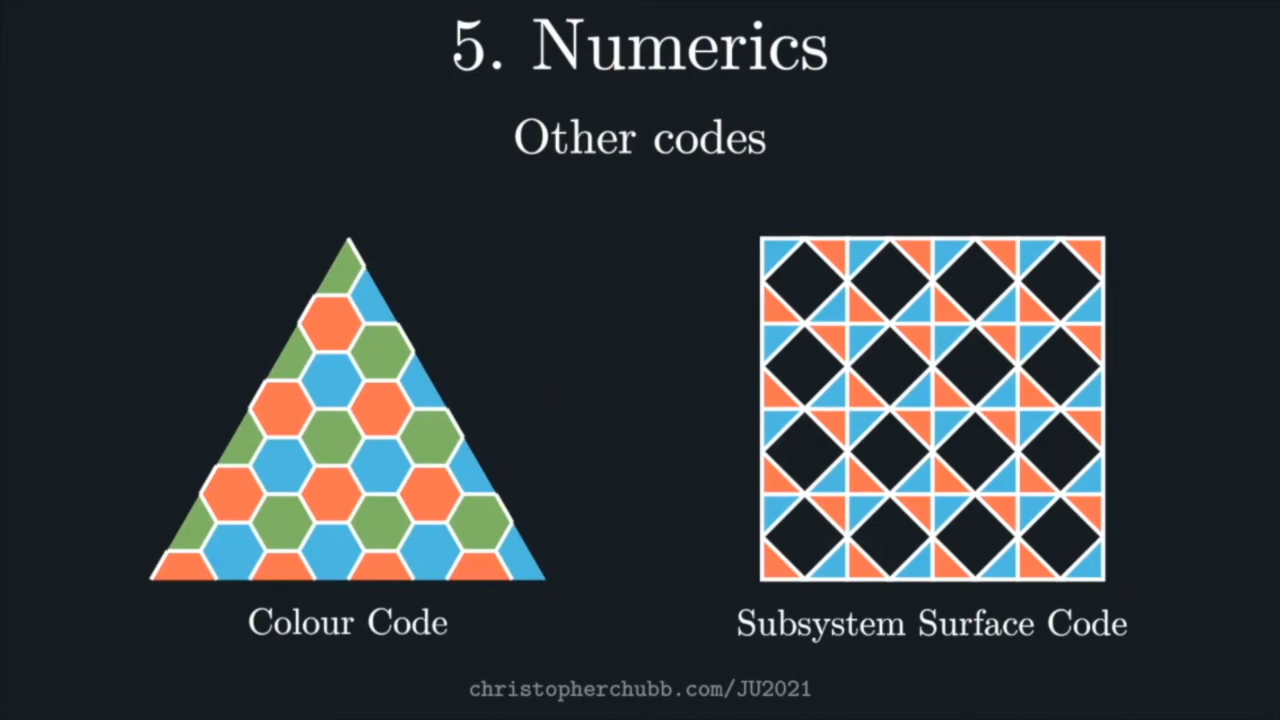 5. Numerics
Other codes
Colour Code
Subsystem Surface Code
christopherchubb.com/JU2021